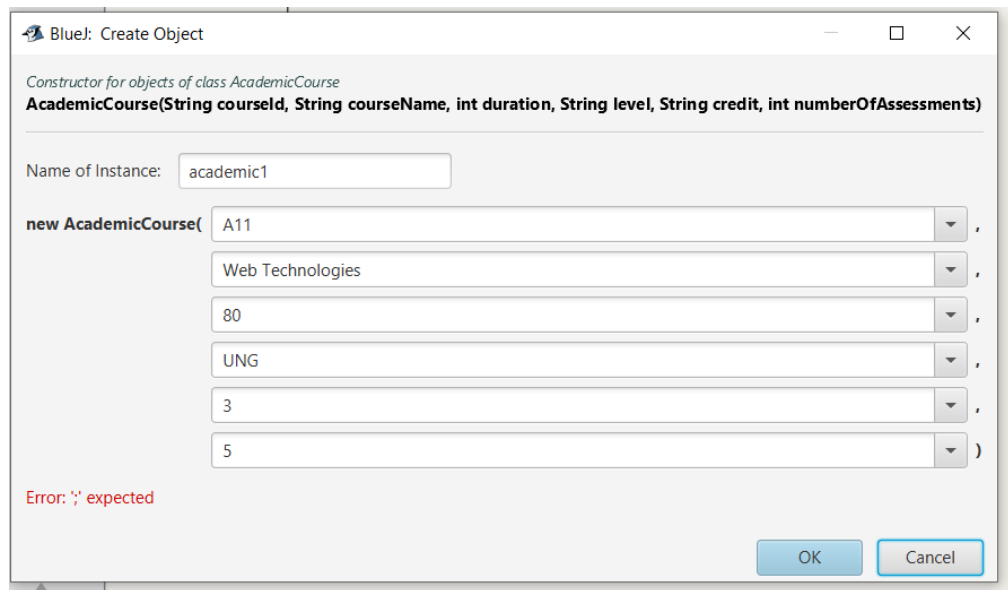 BlueJ: Create Object
Constructor for objects of class AcademicCourse
AcademicCourse(String courseId, String courseName, int duration, String level, String credit, int numberOfAssessments)
Name of Instance: academic1
new AcademicCourse( A11 ,
Web Technologies ,
80 ,
UNG ,
3 ,
5 )
Error: ';' expected
OK Cancel